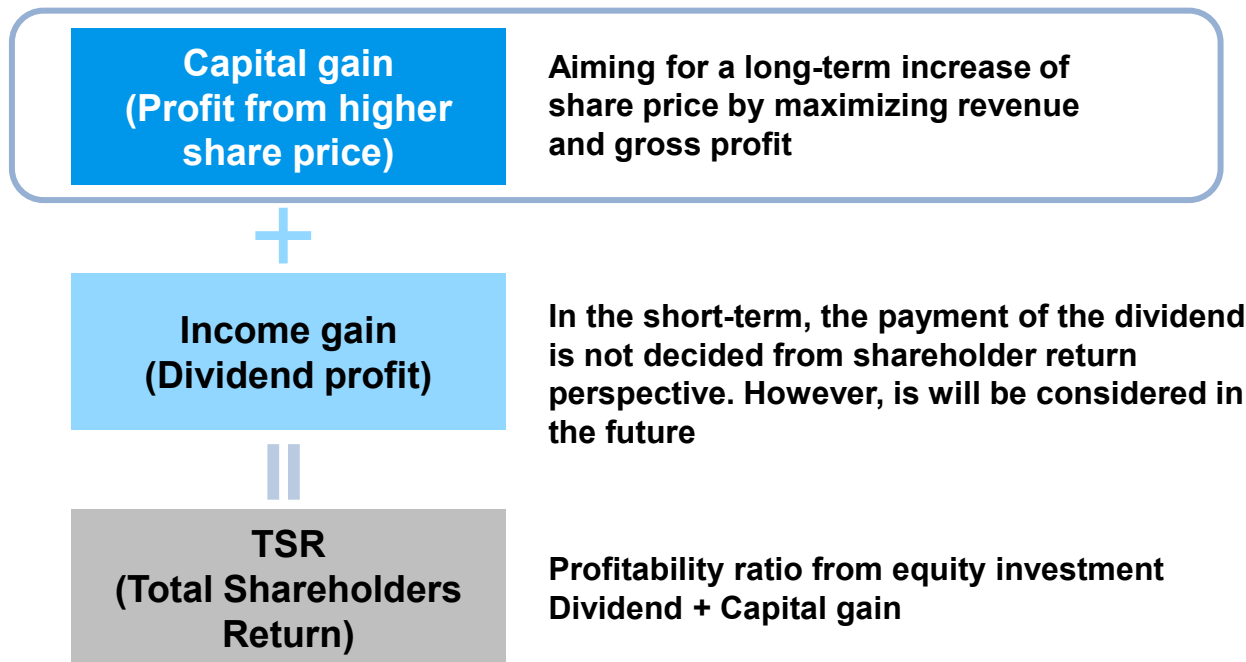 Capital gain
(Profit from higher
share price)
Aiming for a long-term increase of
share price by maximizing revenue
and gross profit
+
Income gain
(Dividend profit)
In the short-term, the payment of the dividend
is not decided from shareholder return
perspective. However, is will be considered in
the future
TSR
(Total Shareholders
Return)
Profitability ratio from equity investment
Dividend + Capital gain